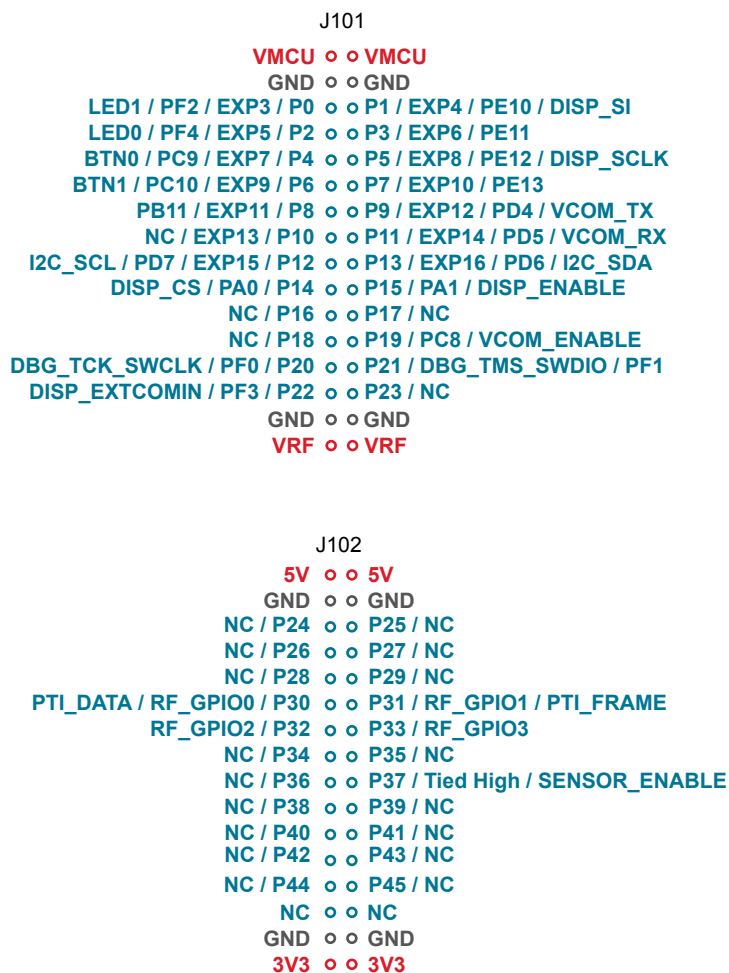 J101
VMCU VMCU
GND GND
LED1 / PF2 / EXP3 / P0 P1 / EXP4 / PE10 / DISP_SI
LED0 / PF4 / EXP5 / P2 P3 / EXP6 / PE11
BTN0 / PC9 / EXP7 / P4 P5 / EXP8 / PE12 / DISP_SCLK
BTN1 / PC10 / EXP9 / P6 P7 / EXP10 / PE13
PB11 / EXP11 / P8 P9 / EXP12 / PD4 / VCOM_TX
NC / EXP13 / P10 P11 / EXP14 / PD5 / VCOM_RX
I2C_SCL / PD7 / EXP15 / P12 P13 / EXP16 / PD6 / I2C_SDA
DISP_CS / PA0 / P14 P15 / PA1 / DISP_ENABLE
NC / P16 P17 / NC
NC / P18 P19 / PC8 / VCOM_ENABLE
DBG_TCK_SWCLK / PF0 / P20 P21 / DBG_TMS_SWDIO / PF1
DISP_EXTCOMIN / PF3 / P22 P23 / NC
GND GND
VRF VRF
J102
5V 5V
GND GND
NC / P24 P25 / NC
NC / P26 P27 / NC
NC / P28 P29 / NC
PTI_DATA / RF_GPIO0 / P30 P31 / RF_GPIO1 / PTI_FRAME
RF_GPIO2 / P32 P33 / RF_GPIO3
NC / P34 P35 / NC
NC / P36 P37 / Tied High / SENSOR_ENABLE
NC / P38 P39 / NC
NC / P40 P41 / NC
NC / P42 P43 / NC
NC / P44 P45 / NC
NC NC
GND GND
3V3 3V3